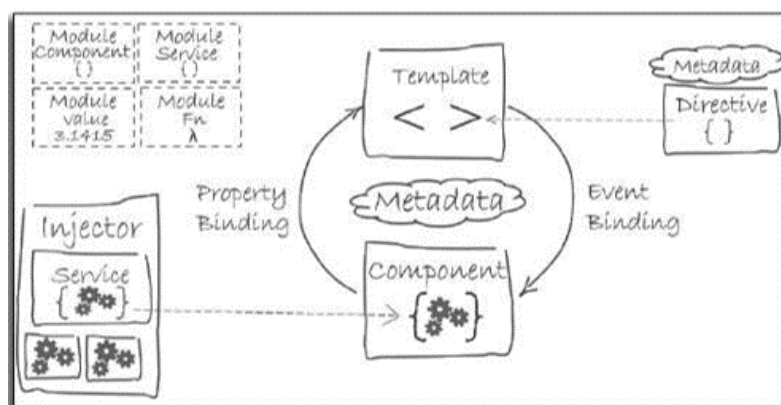 Module
Component
{ }
Module
Service
{ }
Module
value
3.1415
Module
Fn
λ
Template
< >
Metadata
Directive
{ }
Property
Binding
Metadata
Event
Binding
Injector
Service
{ }
Component
{ }